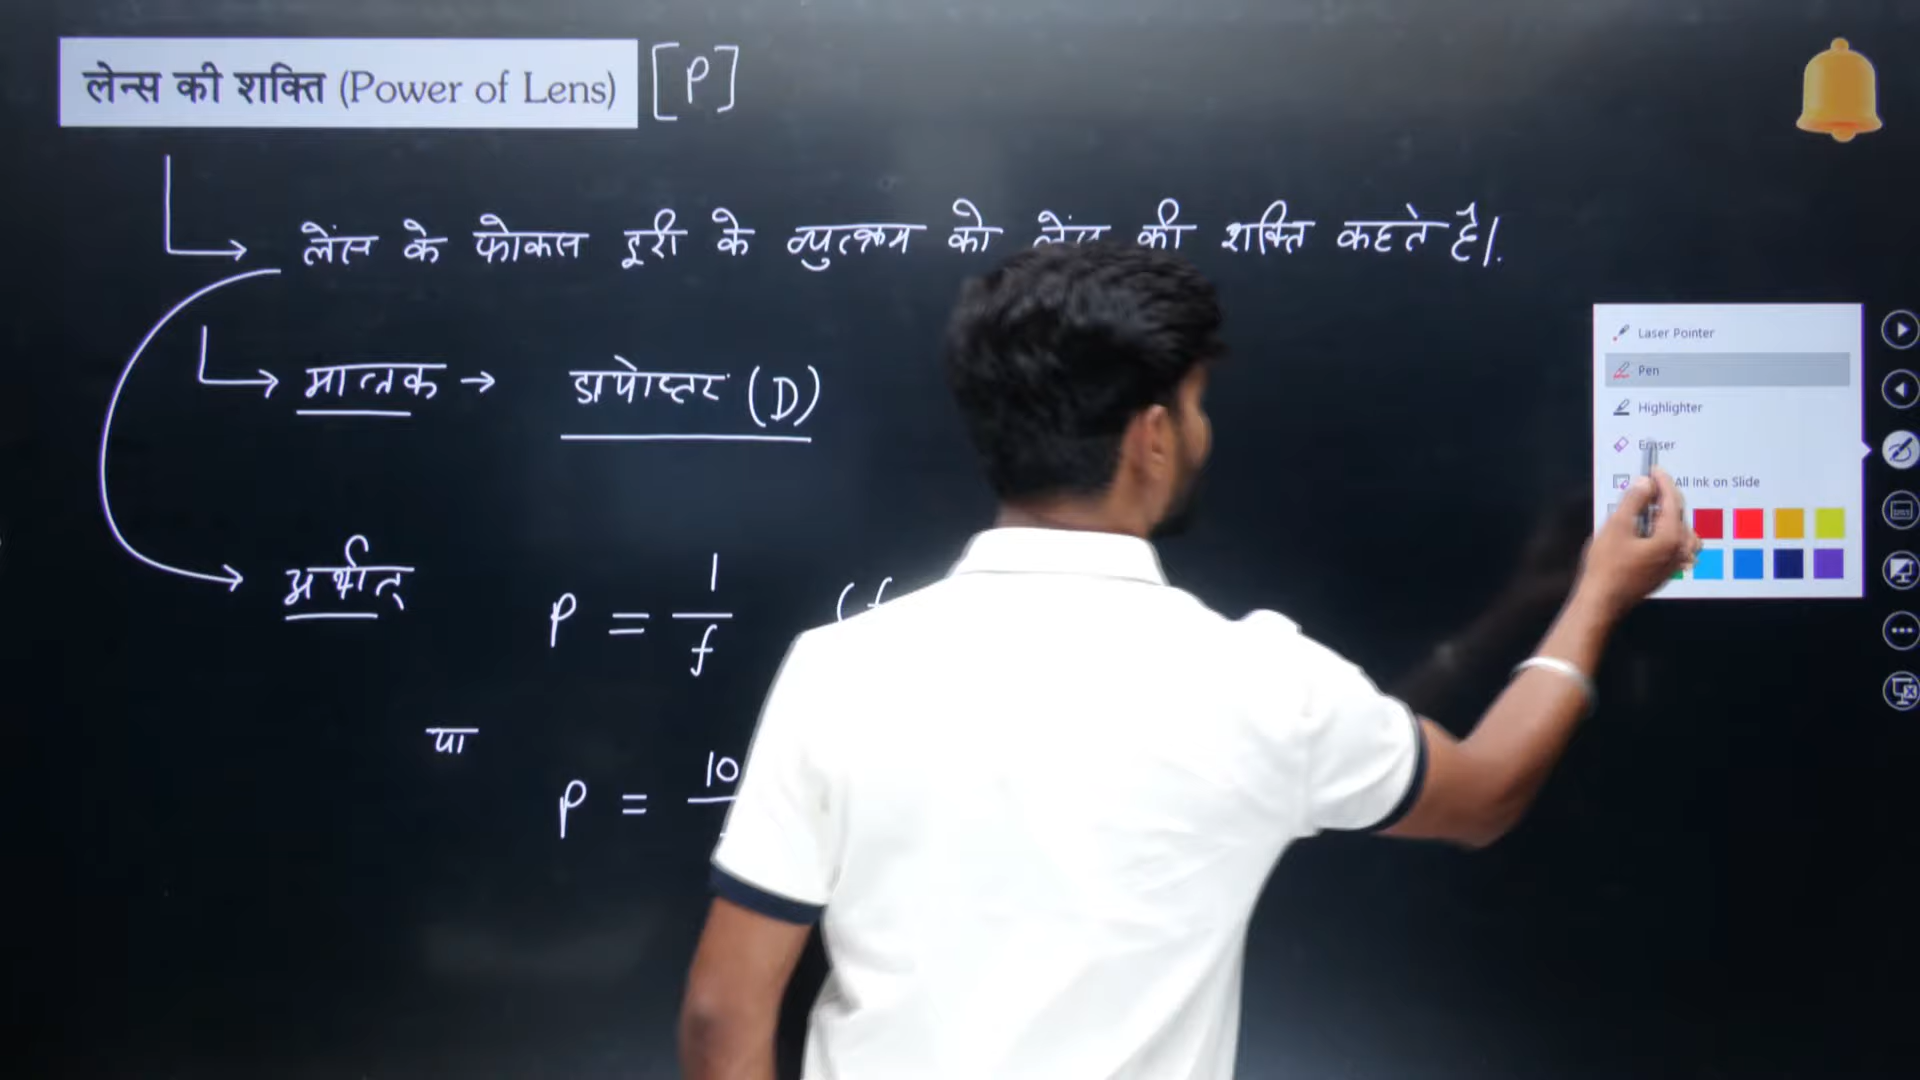 लेन्स की शक्ति (Power of Lens) [P]
लेंस के फोकस दूरी के व्युत्क्रम को लेंस की शक्ति कहते है।.
मात्रक → डायोप्टर (D)
अर्थात् P = 1/f (f
या P = 10
Laser Pointer
Pen
Highlighter
Eraser
All Ink on Slide